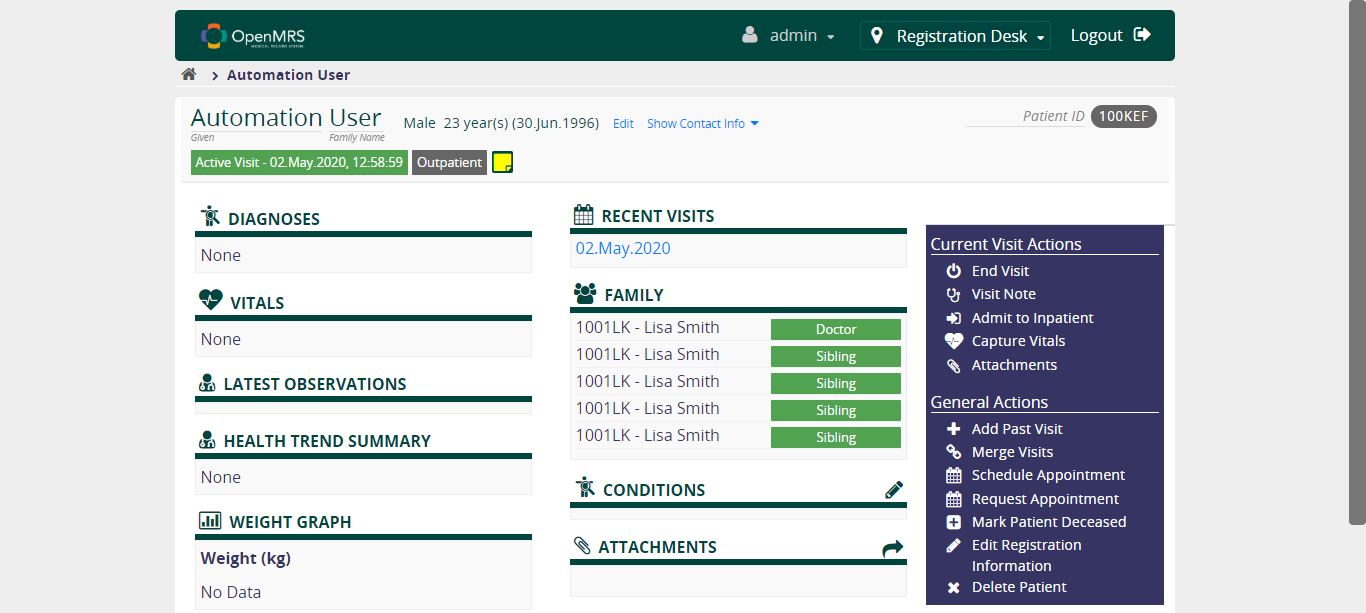 OpenMRS
MEDICAL RECORD SYSTEM
admin
Registration Desk
Logout
Automation User
Automation User
Given
Family Name
Male 23 year(s) (30.Jun.1996)
Edit
Show Contact Info
Patient ID
100KEF
Active Visit - 02.May.2020, 12:58:59
Outpatient
DIAGNOSES
None
VITALS
None
LATEST OBSERVATIONS
HEALTH TREND SUMMARY
None
WEIGHT GRAPH
Weight (kg)
No Data
RECENT VISITS
02.May.2020
FAMILY
1001LK - Lisa Smith Doctor
1001LK - Lisa Smith Sibling
1001LK - Lisa Smith Sibling
1001LK - Lisa Smith Sibling
1001LK - Lisa Smith Sibling
CONDITIONS
ATTACHMENTS
Current Visit Actions
End Visit
Visit Note
Admit to Inpatient
Capture Vitals
Attachments
General Actions
Add Past Visit
Merge Visits
Schedule Appointment
Request Appointment
Mark Patient Deceased
Edit Registration
Information
Delete Patient